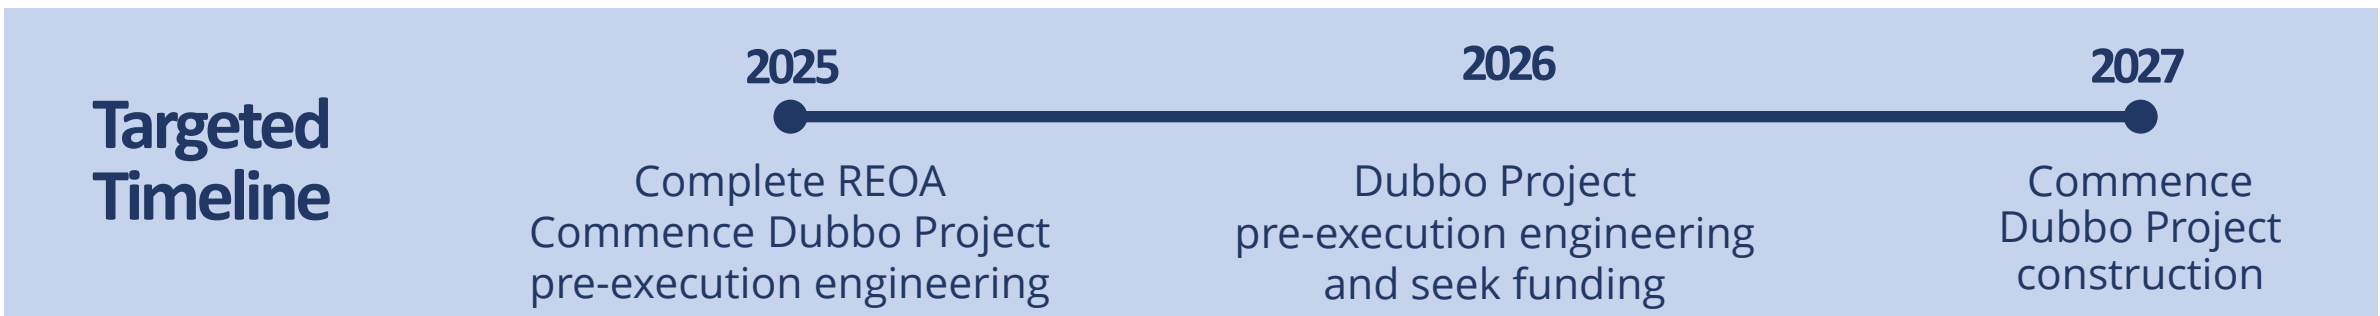 Targeted
Timeline
2025
Complete REOA
Commence Dubbo Project
pre-execution engineering
2026
Dubbo Project
pre-execution engineering
and seek funding
2027
Commence
Dubbo Project
construction